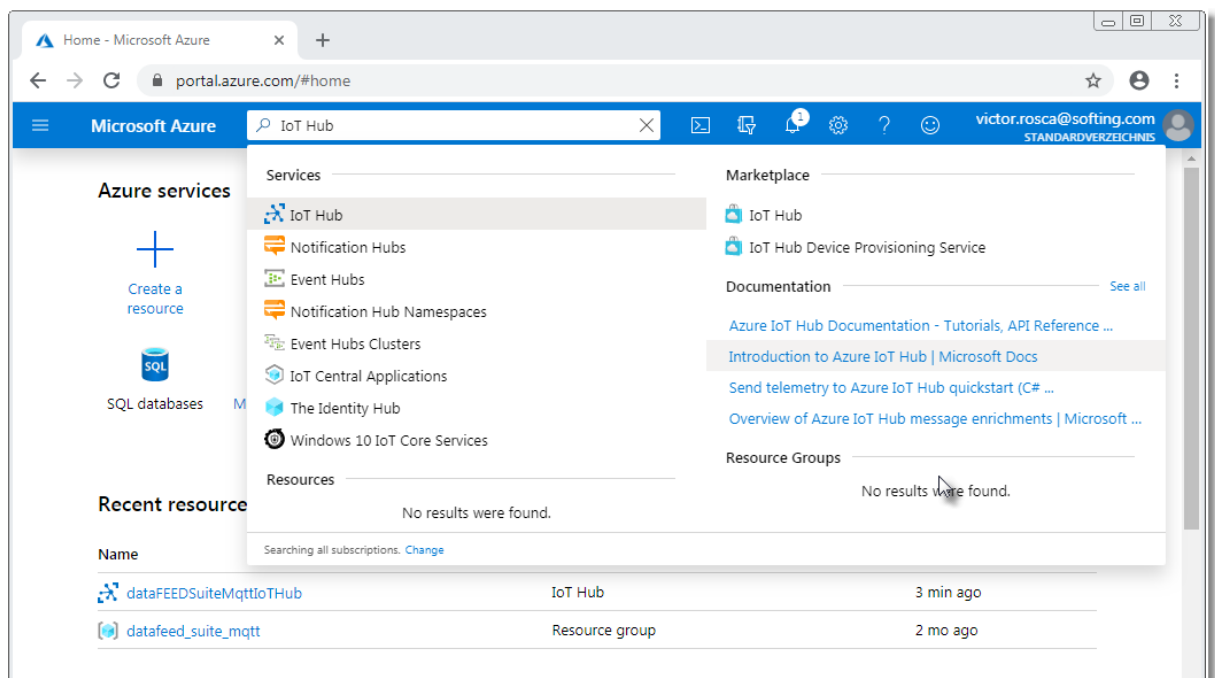 Home - Microsoft Azure
portal.azure.com/#home
Microsoft Azure
IoT Hub
1
victor.rosca@softing.com
STANDARDVERZEICHNIS
Azure services
Create a
resource
SQL
SQL databases
M
Services
IoT Hub
Notification Hubs
Event Hubs
Notification Hub Namespaces
Event Hubs Clusters
IoT Central Applications
The Identity Hub
Windows 10 IoT Core Services
Resources
No results were found.
Marketplace
IoT Hub
IoT Hub Device Provisioning Service
Documentation
See all
Azure IoT Hub Documentation - Tutorials, API Reference ...
Introduction to Azure IoT Hub | Microsoft Docs
Send telemetry to Azure IoT Hub quickstart (C# ...
Overview of Azure IoT Hub message enrichments | Microsoft ...
Resource Groups
No results were found.
Searching all subscriptions. Change
Recent resource
Name
dataFEEDSuiteMqttIoTHub IoT Hub 3 min ago
datafeed_suite_mqtt Resource group 2 mo ago